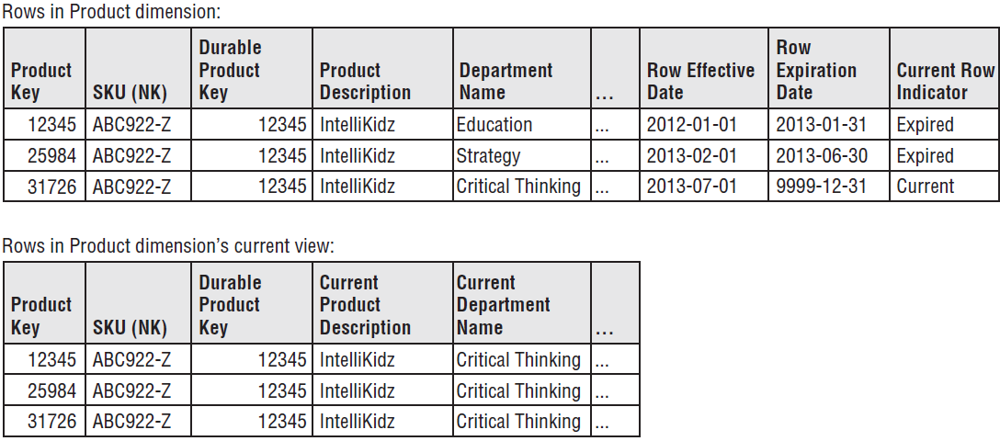 Rows in Product dimension:
Product Key SKU (NK) Durable Product Key Product Description Department Name ... Row Effective Date Row Expiration Date Current Row Indicator
12345 ABC922-Z 12345 IntelliKidz Education ... 2012-01-01 2013-01-31 Expired
25984 ABC922-Z 12345 IntelliKidz Strategy ... 2013-02-01 2013-06-30 Expired
31726 ABC922-Z 12345 IntelliKidz Critical Thinking ... 2013-07-01 9999-12-31 Current
Rows in Product dimension’s current view:
Product Key SKU (NK) Durable Product Key Current Product Description Current Department Name ...
12345 ABC922-Z 12345 IntelliKidz Critical Thinking ...
25984 ABC922-Z 12345 IntelliKidz Critical Thinking ...
31726 ABC922-Z 12345 IntelliKidz Critical Thinking ...